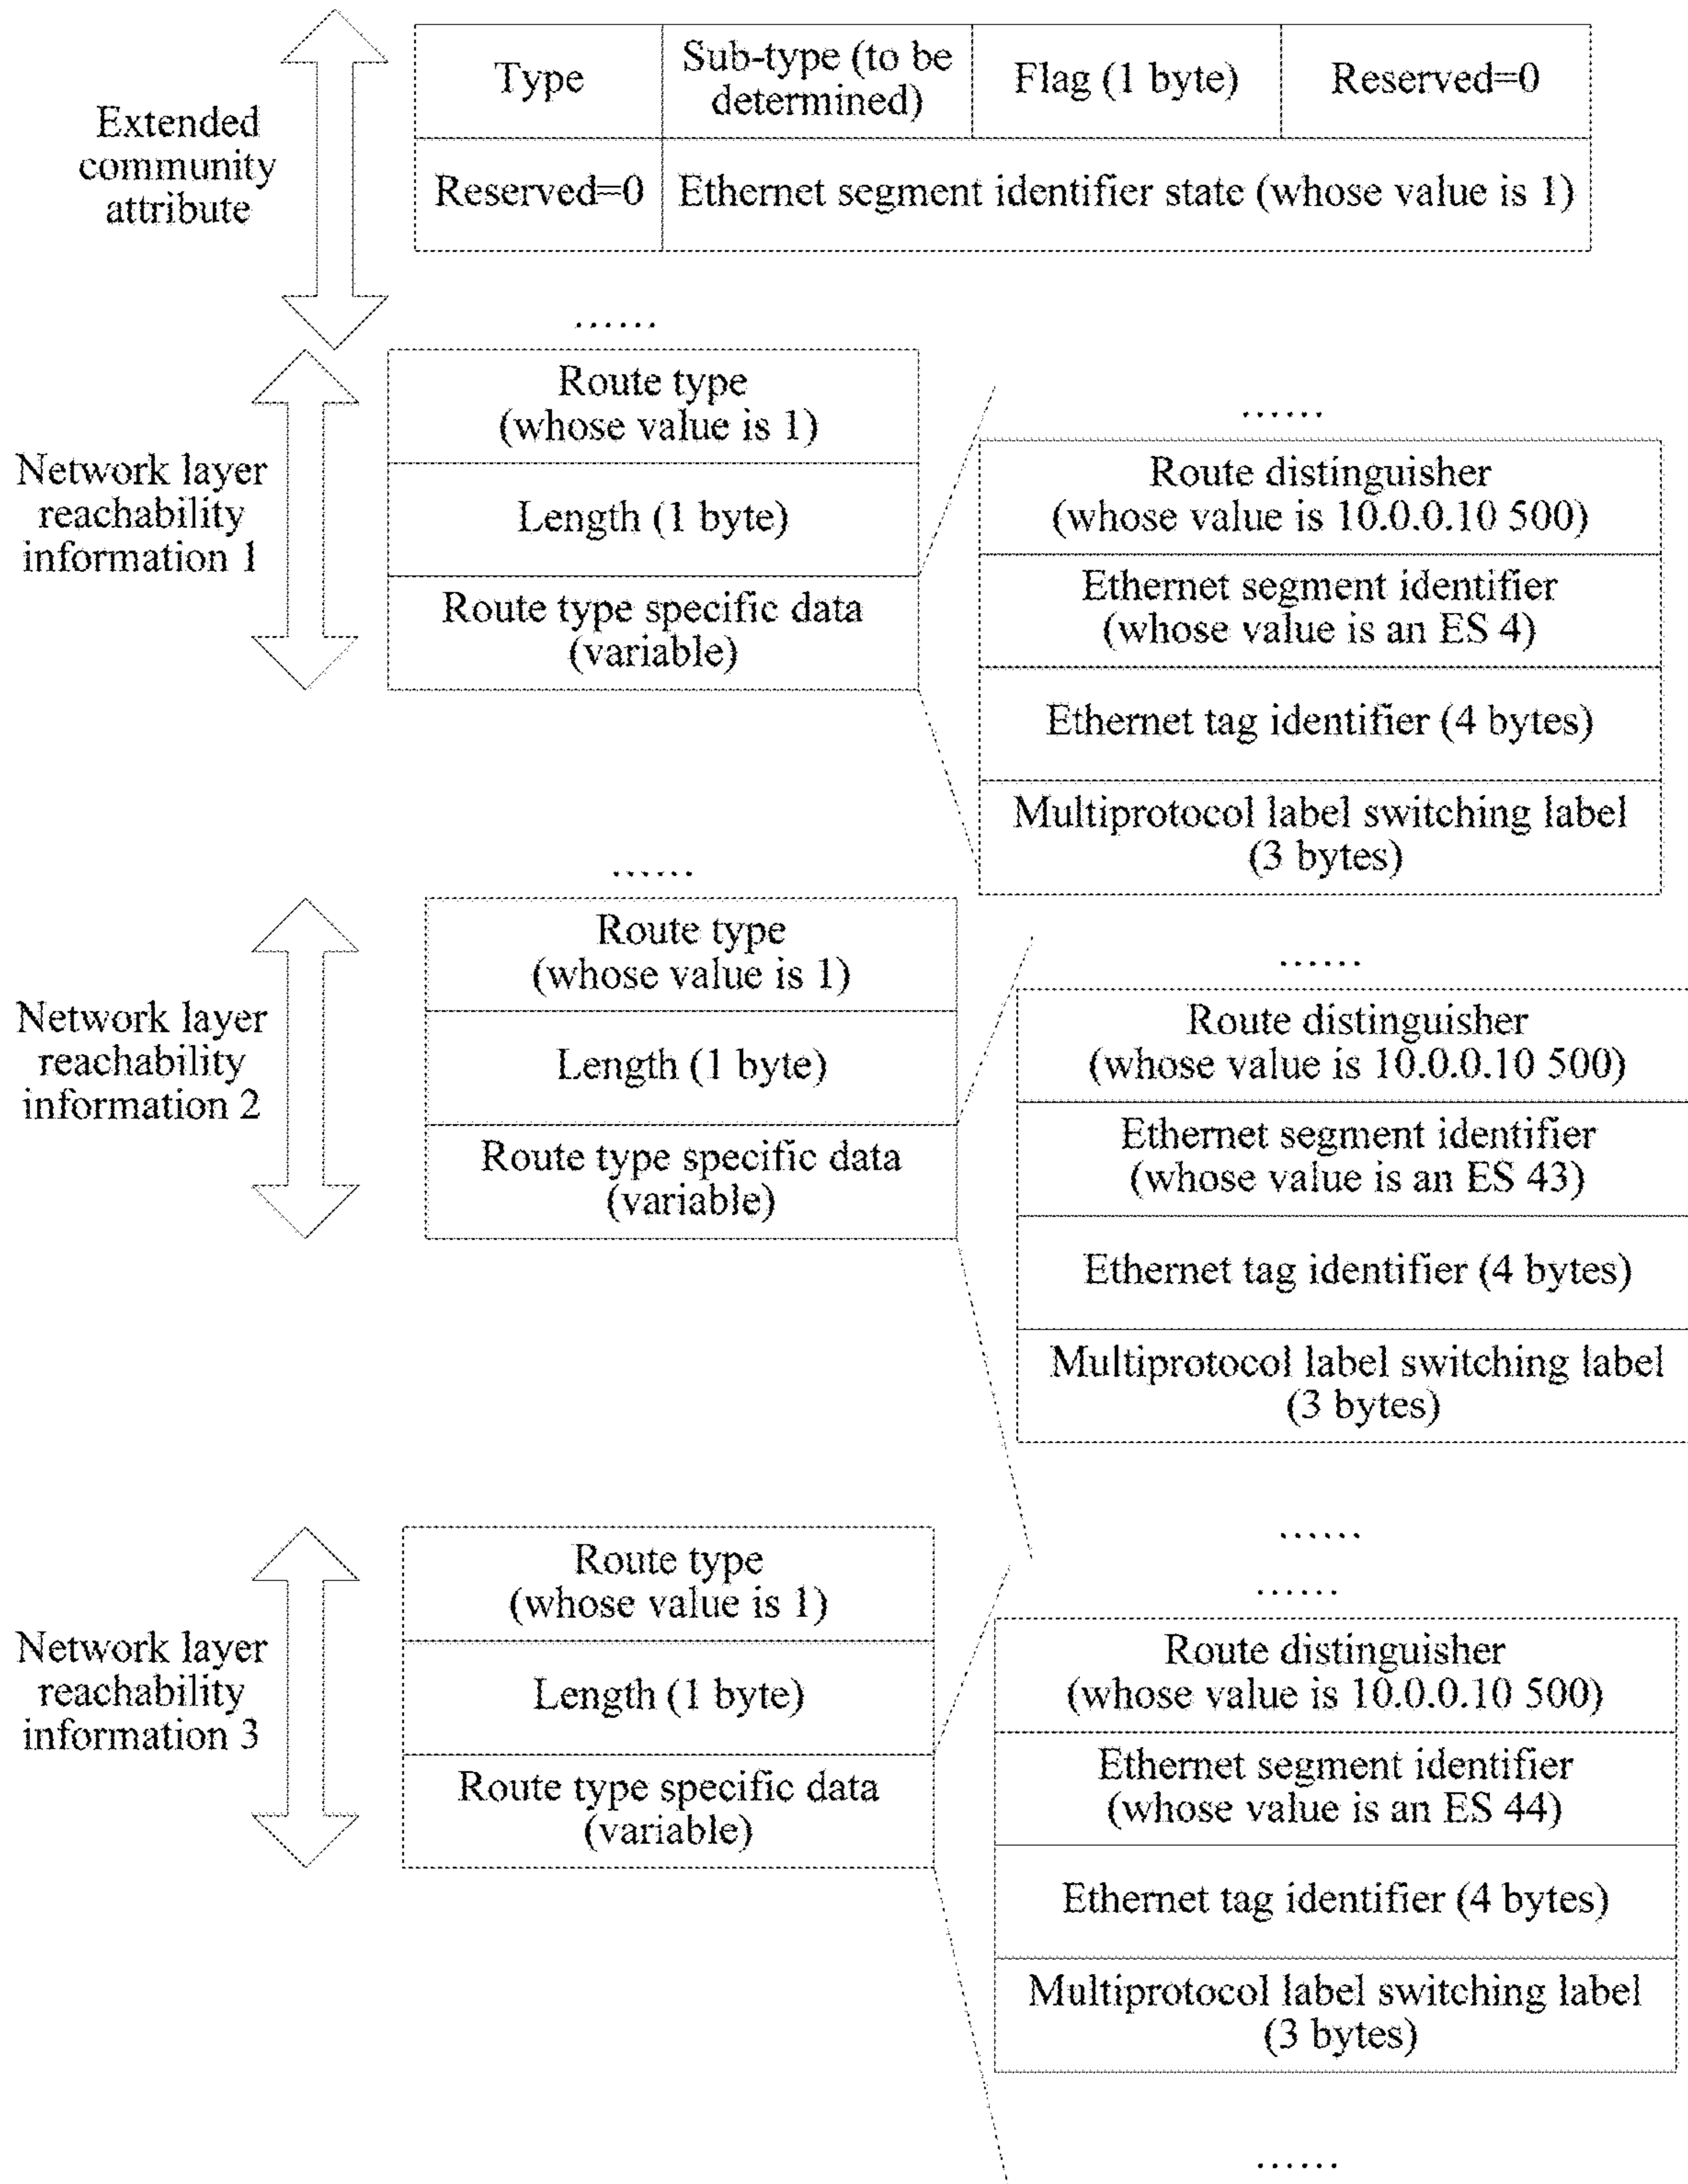 Extended
community
attribute
Type
Sub-type (to be
determined)
Flag (1 byte)
Reserved=0
Reserved=0
Ethernet segment identifier state (whose value is 1)
......
Network layer
reachability
information 1
Route type
(whose value is 1)
Length (1 byte)
Route type specific data
(variable)
......
Route distinguisher
(whose value is 10.0.0.10 500)
Ethernet segment identifier
(whose value is an ES 4)
Ethernet tag identifier (4 bytes)
Multiprotocol label switching label
(3 bytes)
......
Network layer
reachability
information 2
Route type
(whose value is 1)
Length (1 byte)
Route type specific data
(variable)
......
Route distinguisher
(whose value is 10.0.0.10 500)
Ethernet segment identifier
(whose value is an ES 43)
Ethernet tag identifier (4 bytes)
Multiprotocol label switching label
(3 bytes)
......
Network layer
reachability
information 3
Route type
(whose value is 1)
Length (1 byte)
Route type specific data
(variable)
......
Route distinguisher
(whose value is 10.0.0.10 500)
Ethernet segment identifier
(whose value is an ES 44)
Ethernet tag identifier (4 bytes)
Multiprotocol label switching label
(3 bytes)
......